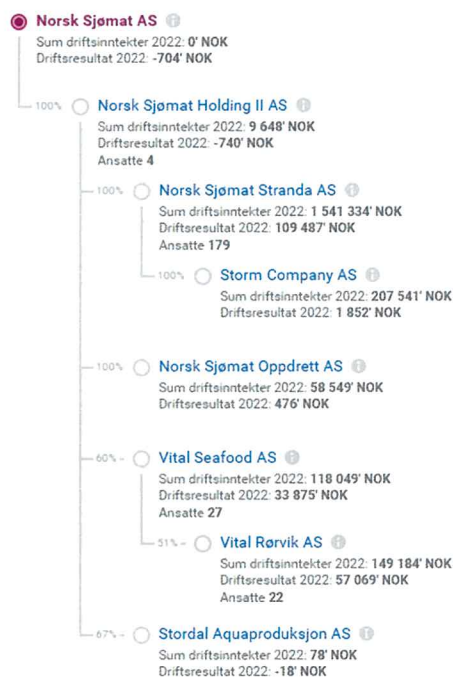 Norsk Sjømat AS
Sum driftsinntekter 2022: 0' NOK
Driftsresultat 2022: -704' NOK
100%
Norsk Sjømat Holding II AS
Sum driftsinntekter 2022: 9 648' NOK
Driftsresultat 2022: -740' NOK
Ansatte 4
100%
Norsk Sjømat Stranda AS
Sum driftsinntekter 2022: 1 541 334' NOK
Driftsresultat 2022: 109 487' NOK
Ansatte 179
100%
Storm Company AS
Sum driftsinntekter 2022: 207 541' NOK
Driftsresultat 2022: 1 852' NOK
100%
Norsk Sjømat Oppdrett AS
Sum driftsinntekter 2022: 58 549' NOK
Driftsresultat 2022: 476' NOK
60%
Vital Seafood AS
Sum driftsinntekter 2022: 118 049' NOK
Driftsresultat 2022: 33 875' NOK
Ansatte 27
51%
Vital Rørvik AS
Sum driftsinntekter 2022: 149 184' NOK
Driftsresultat 2022: 57 069' NOK
Ansatte 22
67%
Stordal Aquaproduksjon AS
Sum driftsinntekter 2022: 78' NOK
Driftsresultat 2022: -18' NOK